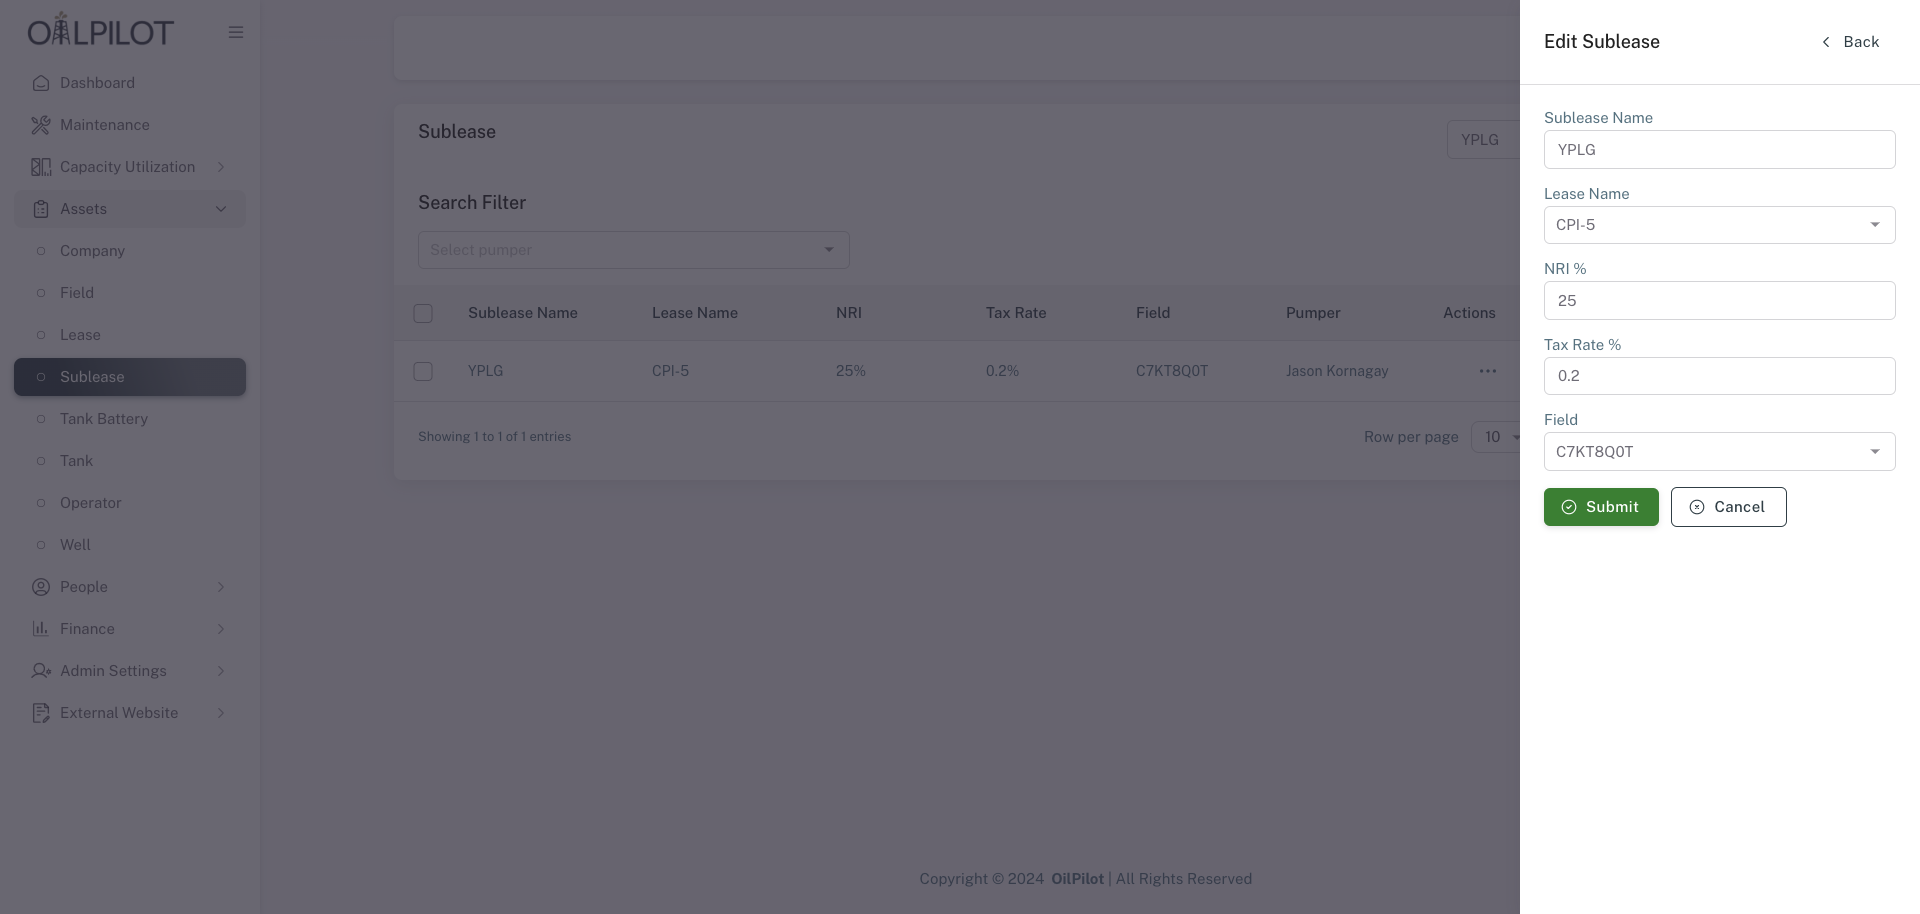 OILPILOT
Dashboard
Maintenance
Capacity Utilization
Assets
Company
Field
Lease
Sublease
Tank Battery
Tank
Operator
Well
People
Finance
Admin Settings
External Website
Sublease
YPLG
Search Filter
Select pumper
Sublease Name Lease Name NRI Tax Rate Field Pumper Actions
YPLG CPI-5 25% 0.2% C7KT8Q0T Jason Kornagay
Showing 1 to 1 of 1 entries
Row per page 10
Copyright © 2024 OilPilot | All Rights Reserved
Edit Sublease
Back
Sublease Name
YPLG
Lease Name
CPI-5
NRI %
25
Tax Rate %
0.2
Field
C7KT8Q0T
Submit Cancel